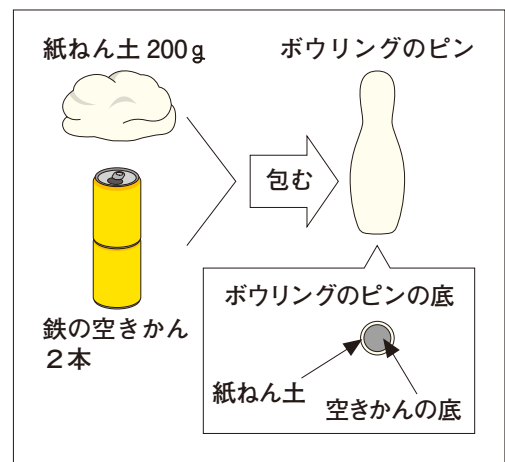 紙ねん土 200g
ボウリングのピン
包む
鉄の空きかん
2本
ボウリングのピンの底
紙ねん土
空きかんの底